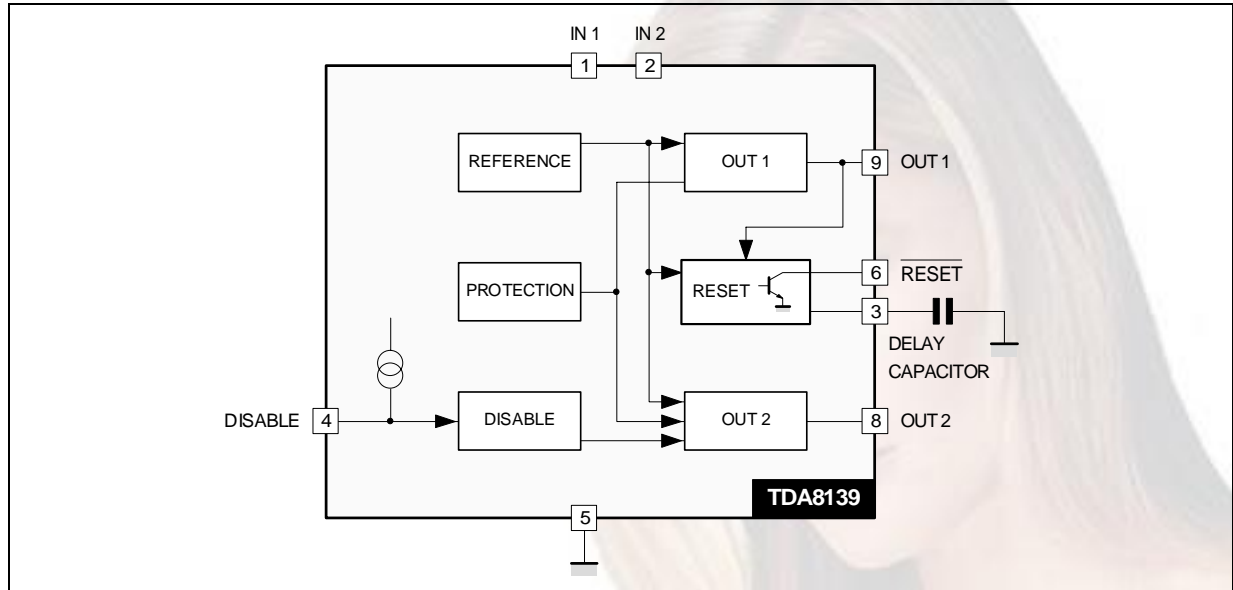 IN 1 IN 2
1 2
REFERENCE OUT 1 9 OUT 1
PROTECTION RESET 6 RESET
3
DELAY
CAPACITOR
DISABLE 4 DISABLE OUT 2 8 OUT 2
TDA8139
5